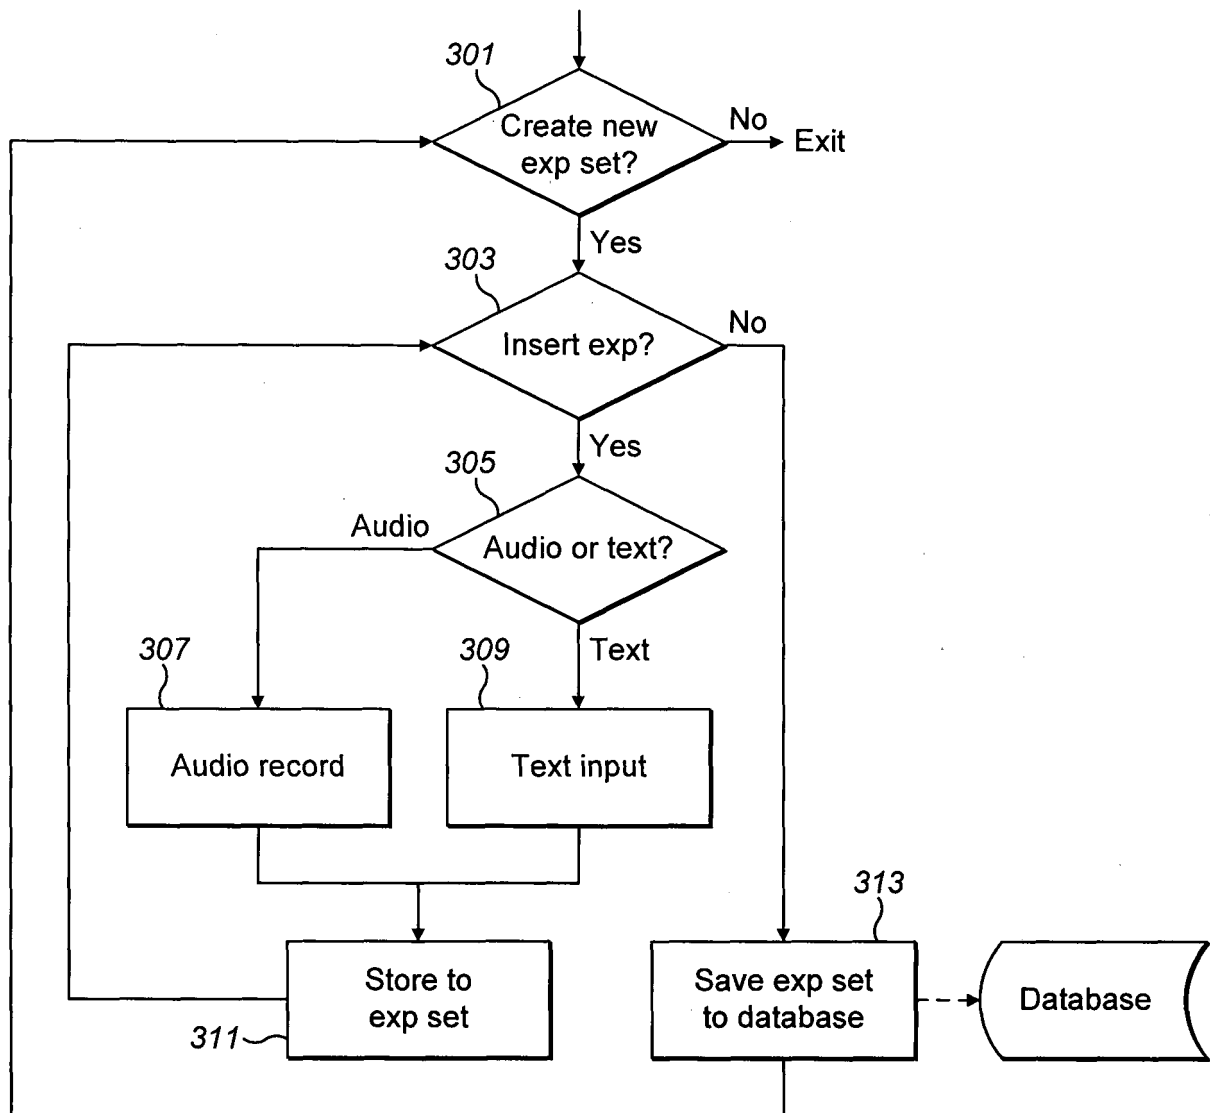 301
Create new
exp set?
No
Exit
Yes
303
Insert exp?
No
Yes
305
Audio
Audio or text?
Text
307
309
Audio record
Text input
313
Store to
exp set
311
Save exp set
to database
Database